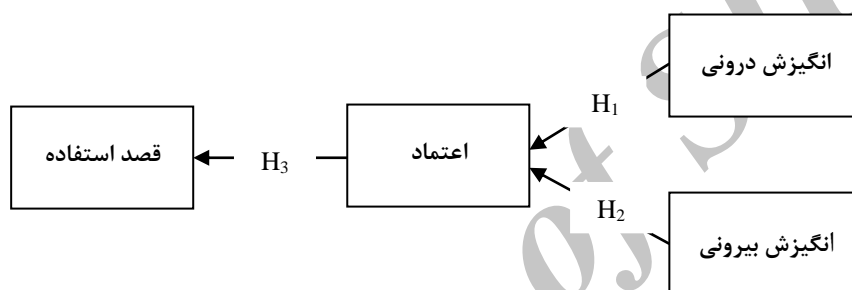 انگیزش درونی
H₁
قصد استفاده
H₃
اعتماد
H₂
انگیزش بیرونی